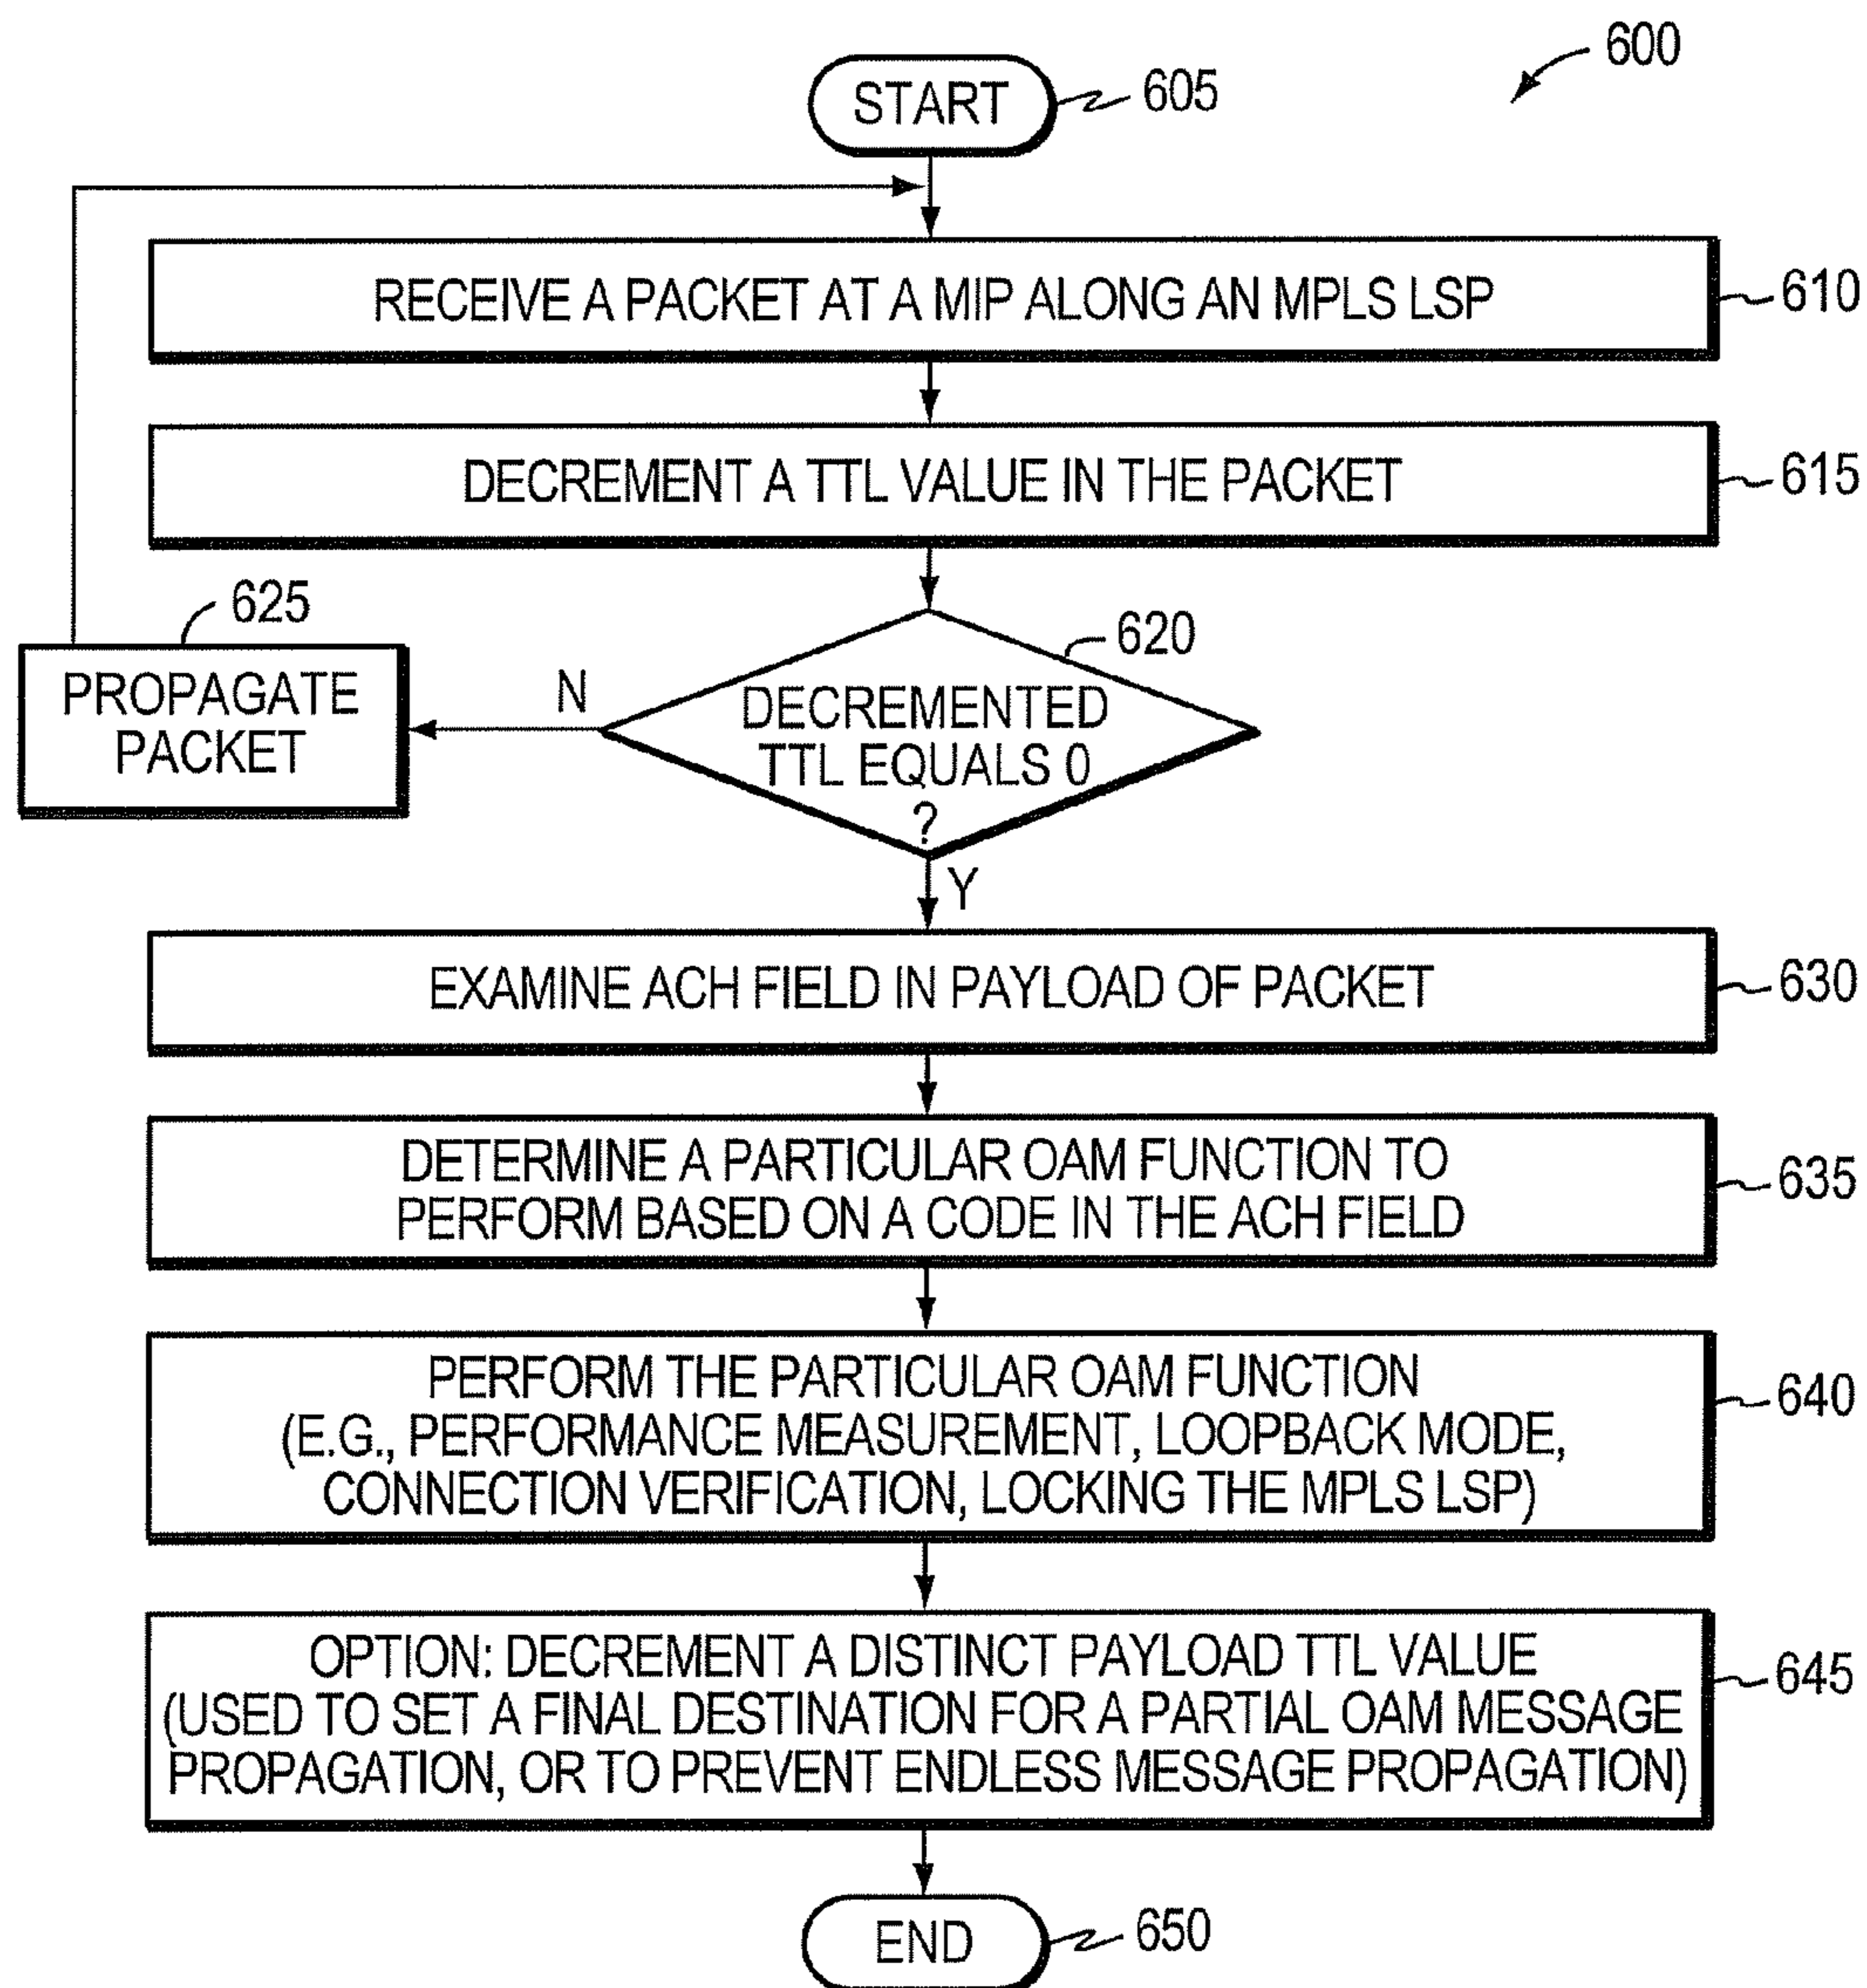 600
START
605
RECEIVE A PACKET AT A MIP ALONG AN MPLS LSP
610
DECREMENT A TTL VALUE IN THE PACKET
615
625
PROPAGATE
PACKET
N
620
DECREMENTED
TTL EQUALS 0
?
Y
EXAMINE ACH FIELD IN PAYLOAD OF PACKET
630
DETERMINE A PARTICULAR OAM FUNCTION TO
PERFORM BASED ON A CODE IN THE ACH FIELD
635
PERFORM THE PARTICULAR OAM FUNCTION
(E.G., PERFORMANCE MEASUREMENT, LOOPBACK MODE,
CONNECTION VERIFICATION, LOCKING THE MPLS LSP)
640
OPTION: DECREMENT A DISTINCT PAYLOAD TTL VALUE
(USED TO SET A FINAL DESTINATION FOR A PARTIAL OAM MESSAGE
PROPAGATION, OR TO PREVENT ENDLESS MESSAGE PROPAGATION)
645
END
650